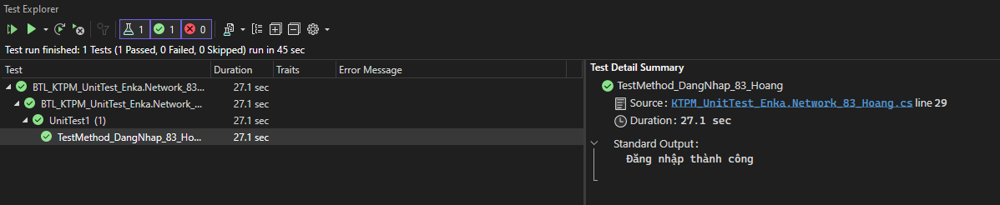 Test Explorer
1 1 0
Test run finished: 1 Tests (1 Passed, 0 Failed, 0 Skipped) run in 45 sec
Test Duration Traits Error Message
BTL_KTPM_UnitTest_Enka.Network_83... 27.1 sec
BTL_KTPM_UnitTest_Enka.Network_... 27.1 sec
UnitTest1 (1) 27.1 sec
TestMethod_DangNhap_83_Ho... 27.1 sec
Test Detail Summary
TestMethod_DangNhap_83_Hoang
Source: KTPM_UnitTest_Enka.Network_83_Hoang.cs line 29
Duration: 27.1 sec
Standard Output:
Đăng nhập thành công